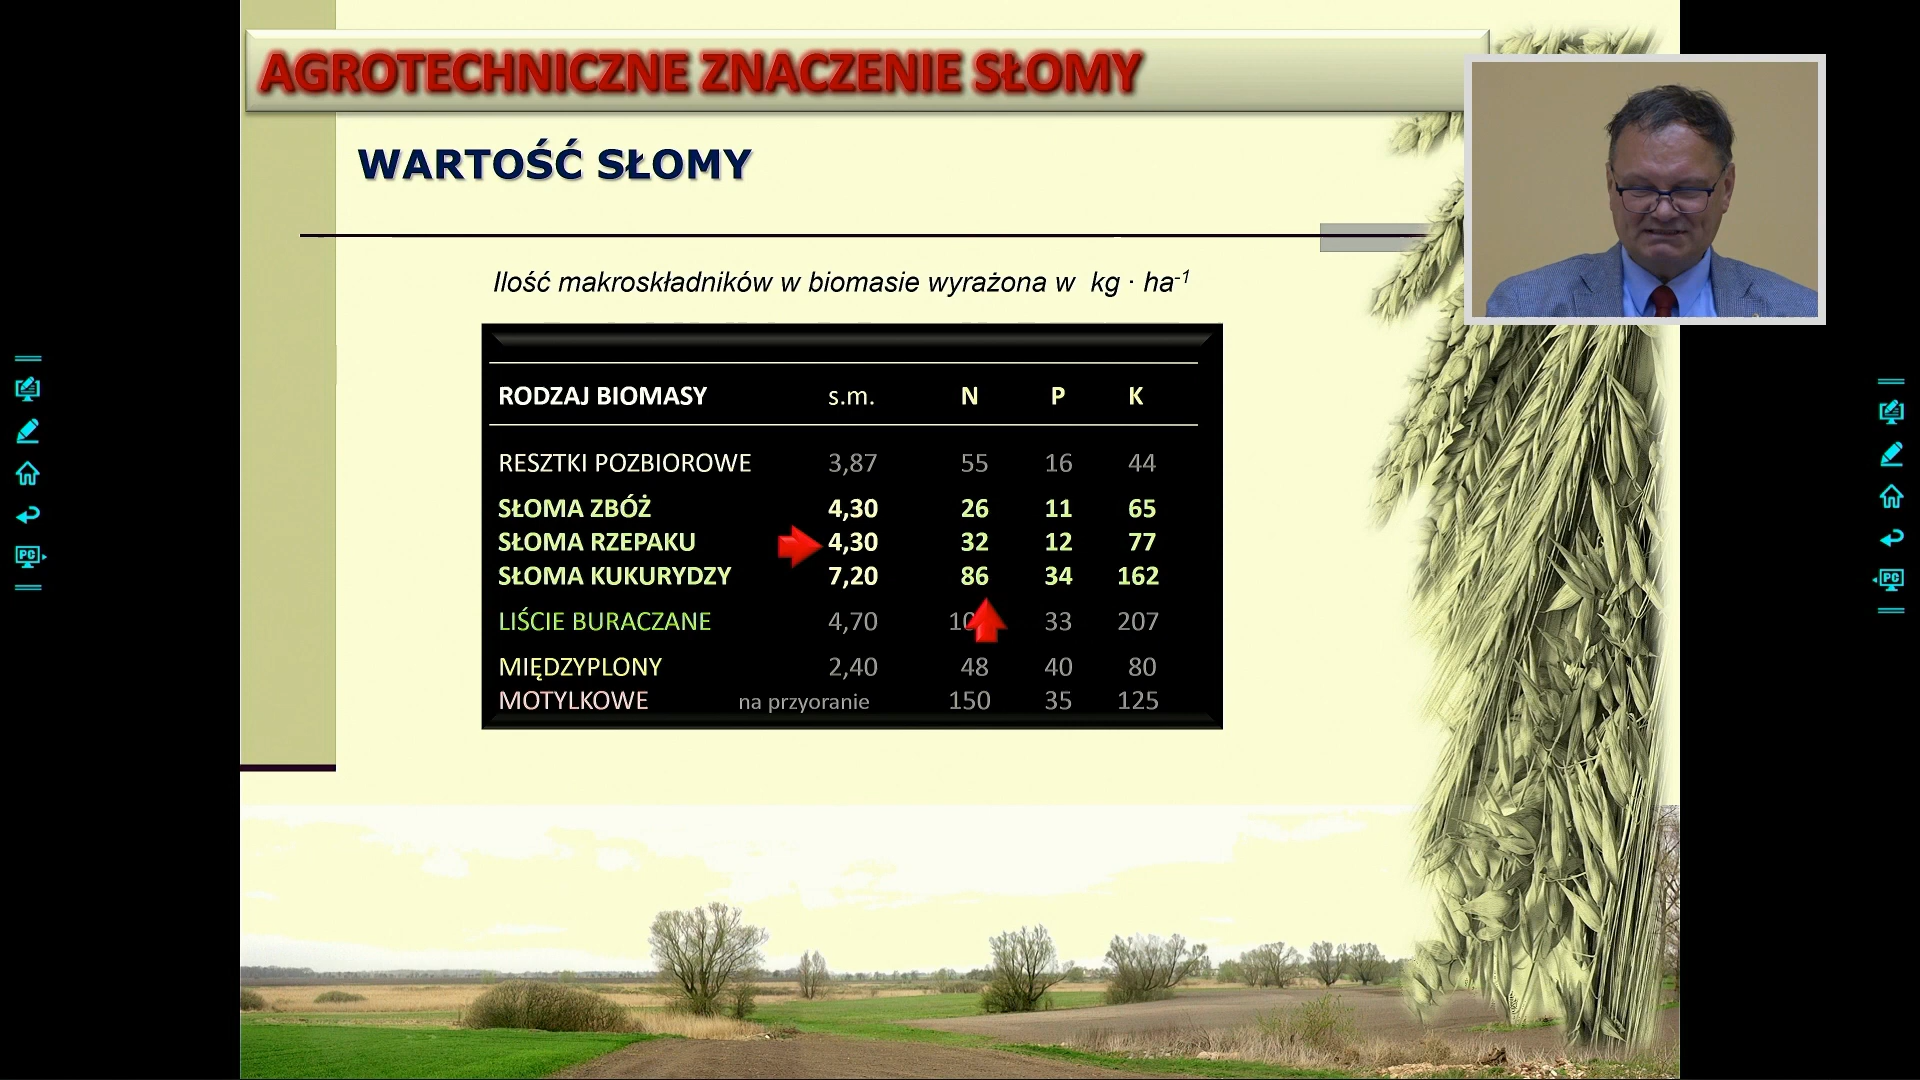 AGROTECHNICZNE ZNACZENIE SŁOMY
WARTOŚĆ SŁOMY
Ilość makroskładników w biomasie wyrażona w kg · ha-1
RODZAJ BIOMASY s.m. N P K
RESZTKI POZBIOROWE 3,87 55 16 44
SŁOMA ZBÓŻ 4,30 26 11 65
SŁOMA RZEPAKU 4,30 32 12 77
SŁOMA KUKURYDZY 7,20 86 34 162
LIŚCIE BURACZANE 4,70 33 207
MIĘDZYPLONY 2,40 48 40 80
MOTYLKOWE na przyoranie 150 35 125
PC
PC